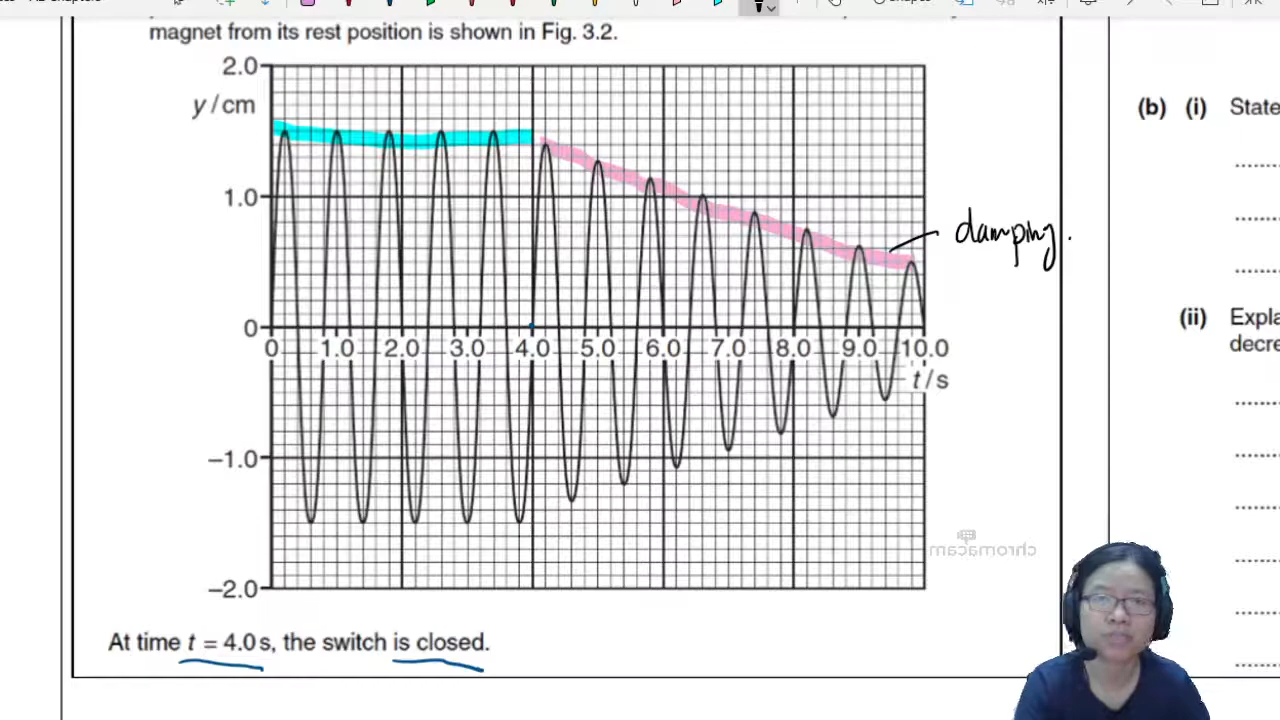 magnet from its rest position is shown in Fig. 3.2.
2.0
y / cm
1.0
0
0 1.0 2.0 3.0 4.0 5.0 6.0 7.0 8.0 9.0 10.0
t / s
–1.0
–2.0
damping.
At time t = 4.0 s, the switch is closed.
(b) (i) State
(ii) Expla
decre
chromacam